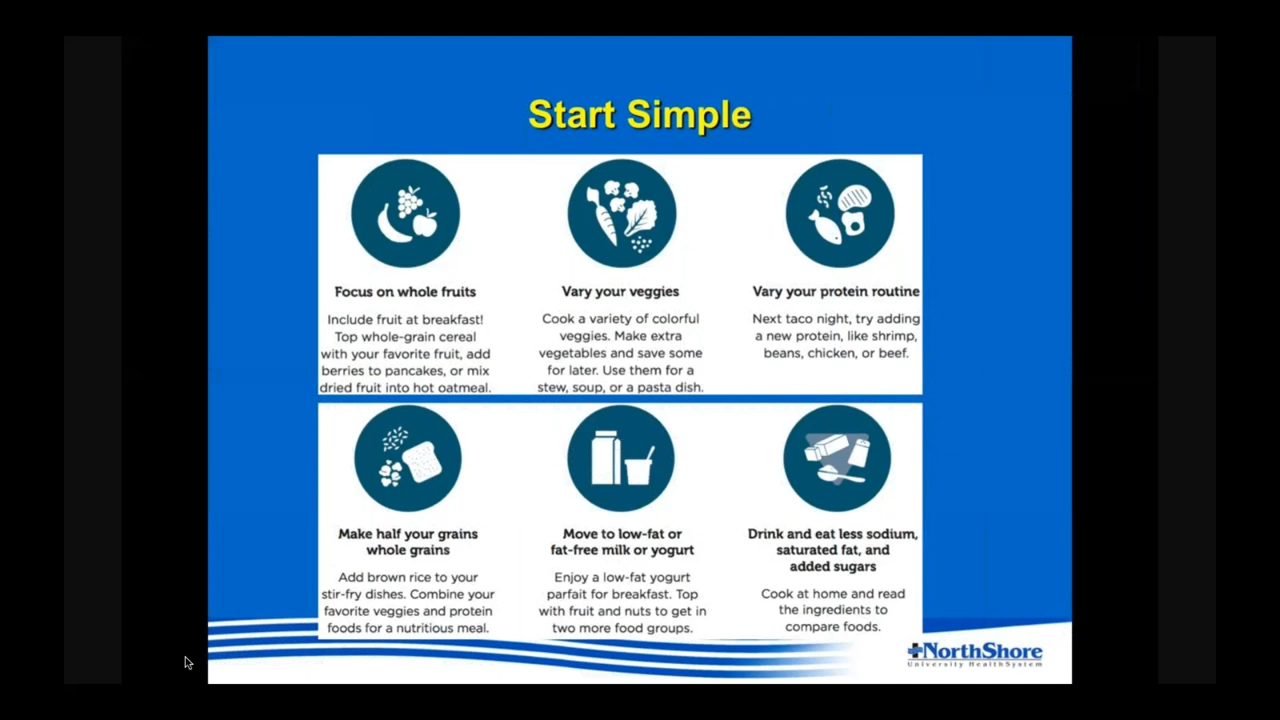 Start Simple
Focus on whole fruits
Include fruit at breakfast!
Top whole-grain cereal
with your favorite fruit, add
berries to pancakes, or mix
dried fruit into hot oatmeal.
Vary your veggies
Cook a variety of colorful
veggies. Make extra
vegetables and save some
for later. Use them for a
stew, soup, or a pasta dish.
Vary your protein routine
Next taco night, try adding
a new protein, like shrimp,
beans, chicken, or beef.
Make half your grains
whole grains
Add brown rice to your
stir-fry dishes. Combine your
favorite veggies and protein
foods for a nutritious meal.
Move to low-fat or
fat-free milk or yogurt
Enjoy a low-fat yogurt
parfait for breakfast. Top
with fruit and nuts to get in
two more food groups.
Drink and eat less sodium,
saturated fat, and
added sugars
Cook at home and read
the ingredients to
compare foods.
NorthShore
University HealthSystem